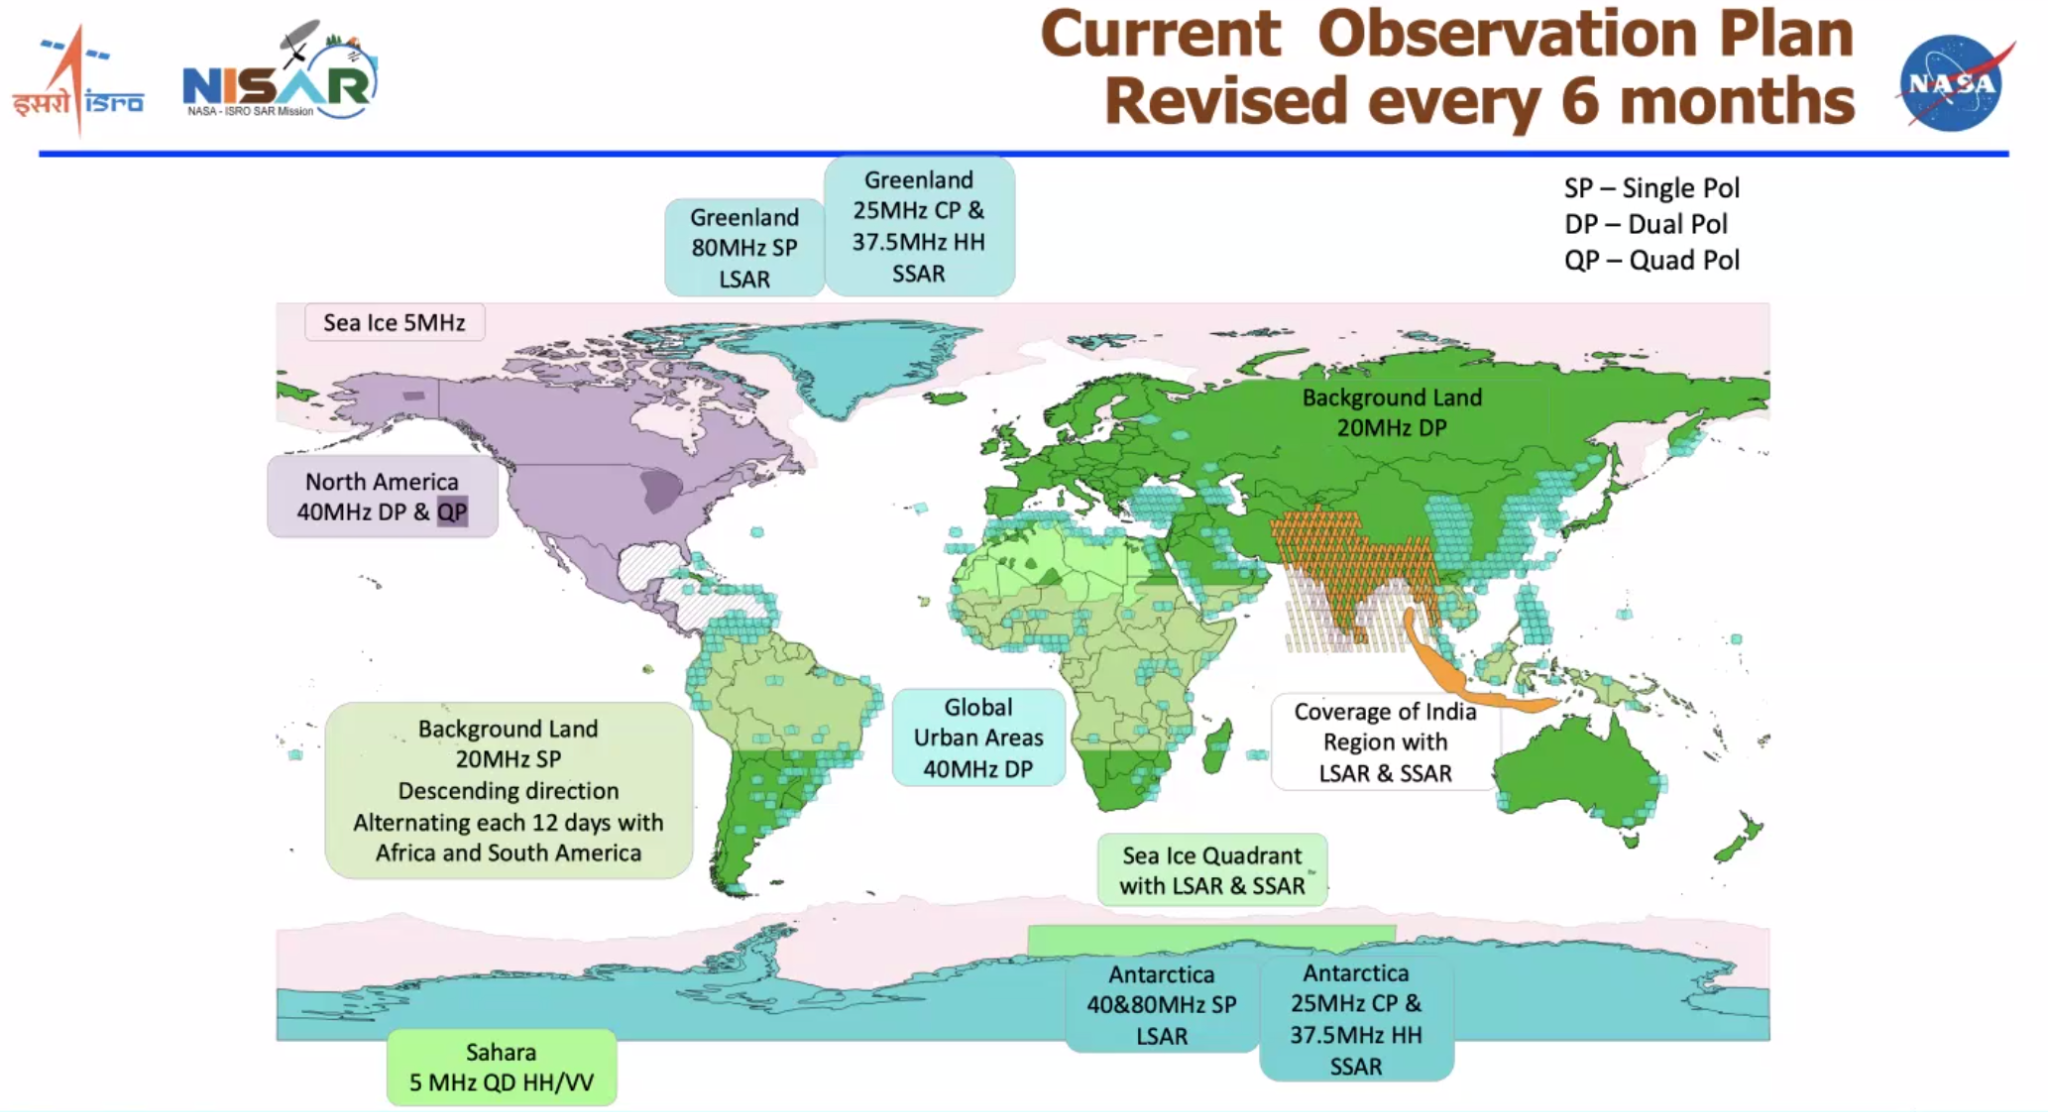 इसरो isro
NISAR
NASA - ISRO SAR Mission
Current Observation Plan
Revised every 6 months
NASA
Greenland
80MHz SP
LSAR
Greenland
25MHz CP &
37.5MHz HH
SSAR
SP – Single Pol
DP – Dual Pol
QP – Quad Pol
Sea Ice 5MHz
Background Land
20MHz DP
North America
40MHz DP & QP
Background Land
20MHz SP
Descending direction
Alternating each 12 days with
Africa and South America
Global
Urban Areas
40MHz DP
Coverage of India
Region with
LSAR & SSAR
Sea Ice Quadrant
with LSAR & SSAR
Antarctica
40&80MHz SP
LSAR
Antarctica
25MHz CP &
37.5MHz HH
SSAR
Sahara
5 MHz QD HH/VV